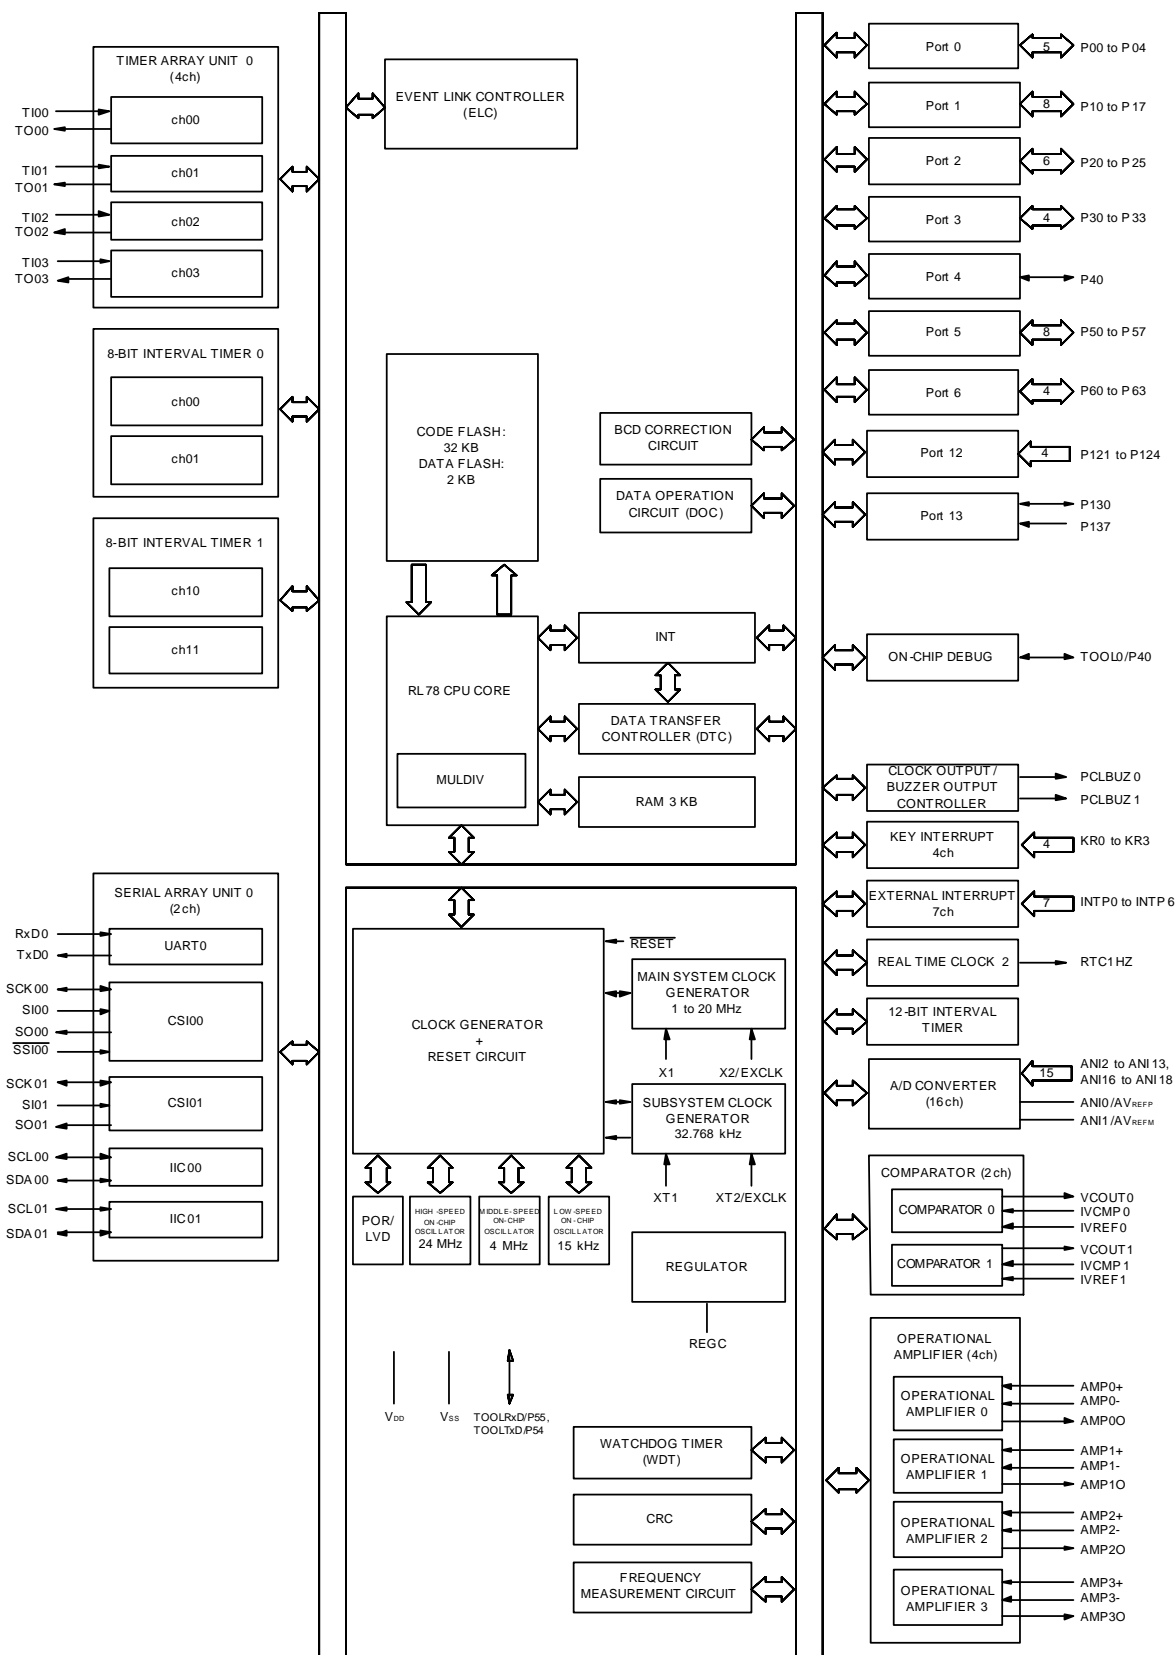 TIMER ARRAY UNIT 0
(4ch)
TI00
TO00
ch00
TI01
TO01
ch01
TI02
TO02
ch02
TI03
TO03
ch03
8-BIT INTERVAL TIMER 0
ch00
ch01
8-BIT INTERVAL TIMER 1
ch10
ch11
SERIAL ARRAY UNIT 0
(2ch)
RxD0
TxD0
UART0
SCK00
SI00
SO00
SSI00
CSI00
SCK01
SI01
SO01
CSI01
SCL00
SDA00
IIC00
SCL01
SDA01
IIC01
EVENT LINK CONTROLLER
(ELC)
CODE FLASH:
32 KB
DATA FLASH:
2 KB
BCD CORRECTION
CIRCUIT
DATA OPERATION
CIRCUIT (DOC)
RL78 CPU CORE
MULDIV
INT
DATA TRANSFER
CONTROLLER (DTC)
RAM 3 KB
CLOCK GENERATOR
+
RESET CIRCUIT
RESET
MAIN SYSTEM CLOCK
GENERATOR
1 to 20 MHz
X1
X2/EXCLK
SUBSYSTEM CLOCK
GENERATOR
32.768 kHz
XT1
XT2/EXCLK
POR/
LVD
HIGH-SPEED
ON-CHIP
OSCILLATOR
24 MHz
MIDDLE-SPEED
ON-CHIP
OSCILLATOR
4 MHz
LOW-SPEED
ON-CHIP
OSCILLATOR
15 kHz
REGULATOR
REGC
VDD
VSS
TOOLRxD/P55,
TOOLTxD/P54
WATCHDOG TIMER
(WDT)
CRC
FREQUENCY
MEASUREMENT CIRCUIT
Port 0
5
P00 to P04
Port 1
8
P10 to P17
Port 2
6
P20 to P25
Port 3
4
P30 to P33
Port 4
P40
Port 5
8
P50 to P57
Port 6
4
P60 to P63
Port 12
4
P121 to P124
Port 13
P130
P137
ON-CHIP DEBUG
TOOL0/P40
CLOCK OUTPUT /
BUZZER OUTPUT
CONTROLLER
PCLBUZ0
PCLBUZ1
KEY INTERRUPT
4ch
4
KR0 to KR3
EXTERNAL INTERRUPT
7ch
7
INTP0 to INTP6
REAL TIME CLOCK 2
RTC1HZ
12-BIT INTERVAL
TIMER
A/D CONVERTER
(16ch)
15
ANI2 to ANI13,
ANI16 to ANI18
ANI0/AVREFP
ANI1/AVREFM
COMPARATOR (2ch)
COMPARATOR 0
VCOUT0
IVCMP0
IVREF0
COMPARATOR 1
VCOUT1
IVCMP1
IVREF1
OPERATIONAL
AMPLIFIER (4ch)
OPERATIONAL
AMPLIFIER 0
AMP0+
AMP0-
AMP0O
OPERATIONAL
AMPLIFIER 1
AMP1+
AMP1-
AMP1O
OPERATIONAL
AMPLIFIER 2
AMP2+
AMP2-
AMP2O
OPERATIONAL
AMPLIFIER 3
AMP3+
AMP3-
AMP3O